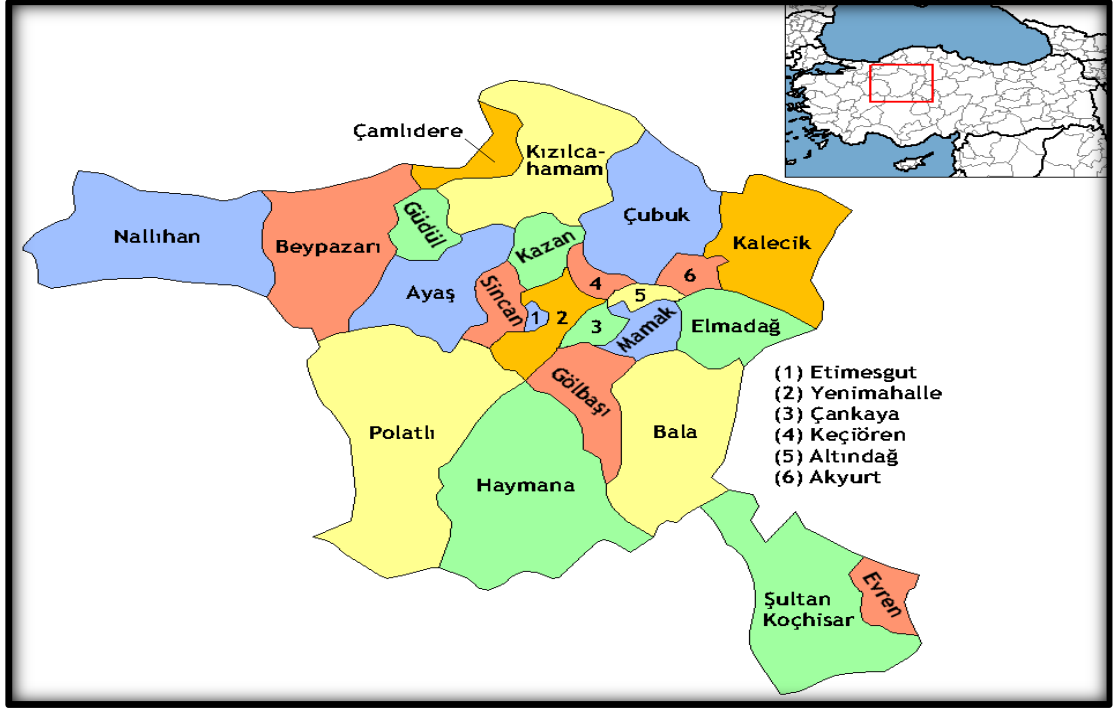 Çamlıdere
Kızılca-
hamam
Nallıhan
Beypazarı
Güdül
Çubuk
Kazan
Kalecik
Ayaş
Sincan
4
6
5
1
2
3
Mamak
Elmadağ
Gölbaşı
Polatlı
Bala
Haymana
(1) Etimesgut
(2) Yenimahalle
(3) Çankaya
(4) Keçiören
(5) Altındağ
(6) Akyurt
Şultan
Koçhisar
Evren